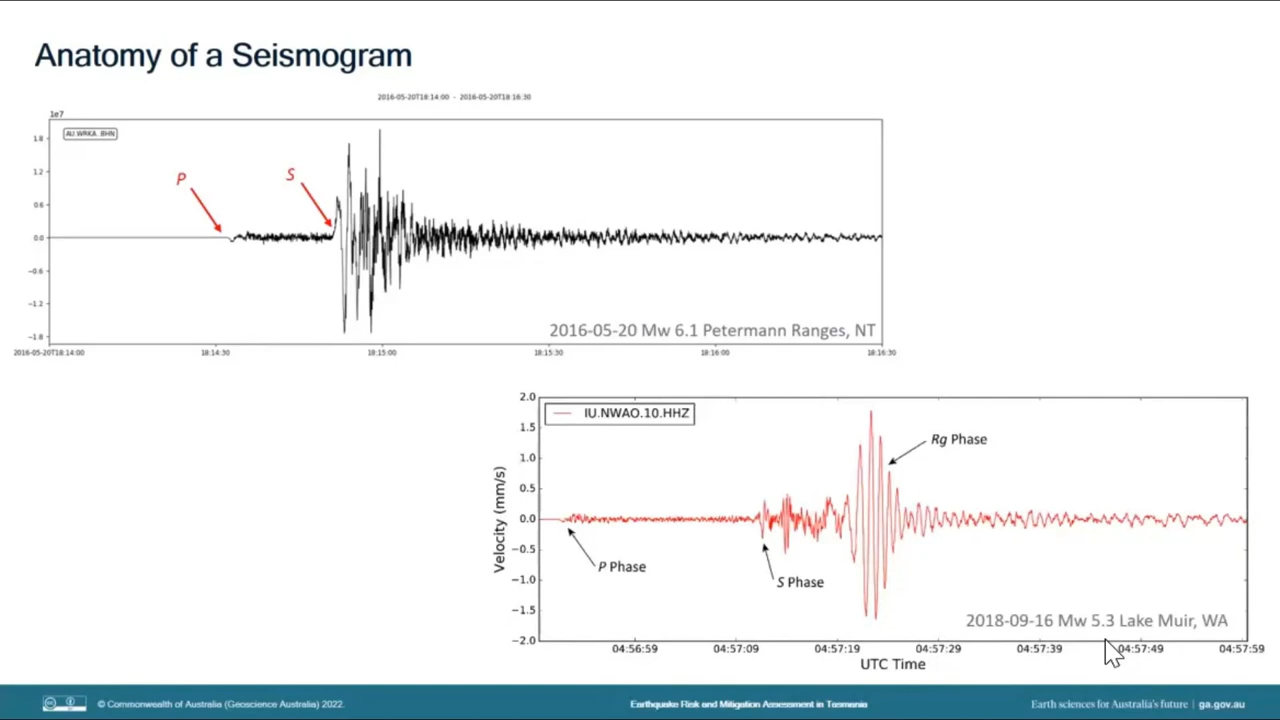 Anatomy of a Seismogram
2016-05-20T18:14:00 - 2016-05-20T18:16:30
1e7
AU.WRKA..BHN
1.8
1.2
0.6
0.0
−0.6
−1.2
−1.8
P
S
2016-05-20 Mw 6.1 Petermann Ranges, NT
2016-05-20T18:14:00 18:14:30 18:15:00 18:15:30 18:16:00 18:16:30
IU.NWAO.10.HHZ
Velocity (mm/s)
2.0
1.5
1.0
0.5
0.0
−0.5
−1.0
−1.5
−2.0
Rg Phase
P Phase
S Phase
2018-09-16 Mw 5.3 Lake Muir, WA
04:56:59 04:57:09 04:57:19 04:57:29 04:57:39 04:57:49 04:57:59
UTC Time
© Commonwealth of Australia (Geoscience Australia) 2022.
Earthquake Risk and Mitigation Assessment in Tasmania
Earth sciences for Australia's future | ga.gov.au